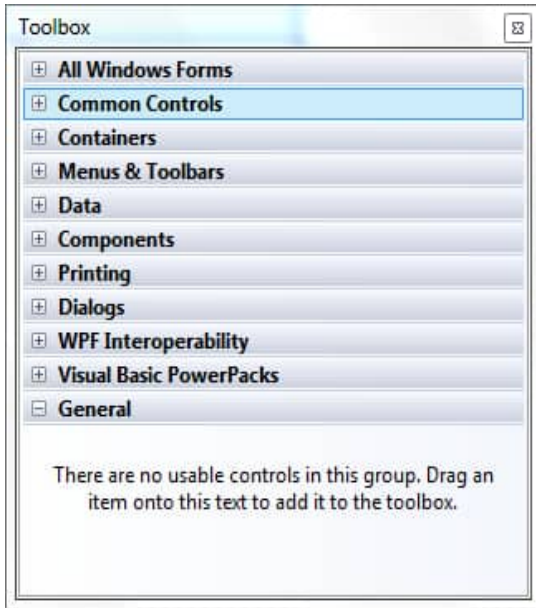 Toolbox
All Windows Forms
Common Controls
Containers
Menus & Toolbars
Data
Components
Printing
Dialogs
WPF Interoperability
Visual Basic PowerPacks
General
There are no usable controls in this group. Drag an
item onto this text to add it to the toolbox.